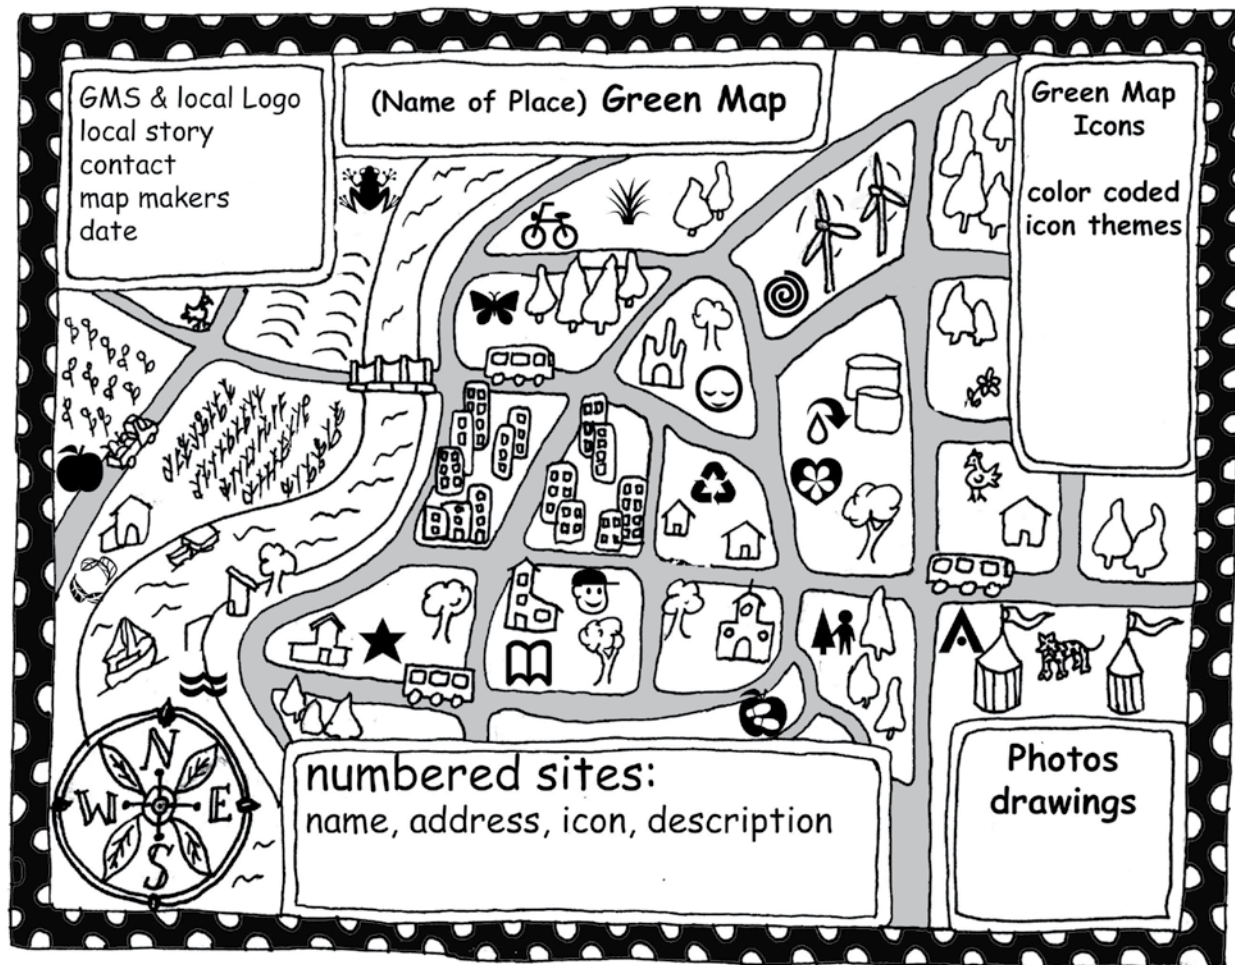 GMS & local Logo
local story
contact
map makers
date
(Name of Place) Green Map
Green Map
Icons
color coded
icon themes
numbered sites:
name, address, icon, description
Photos
drawings
N
W E
S